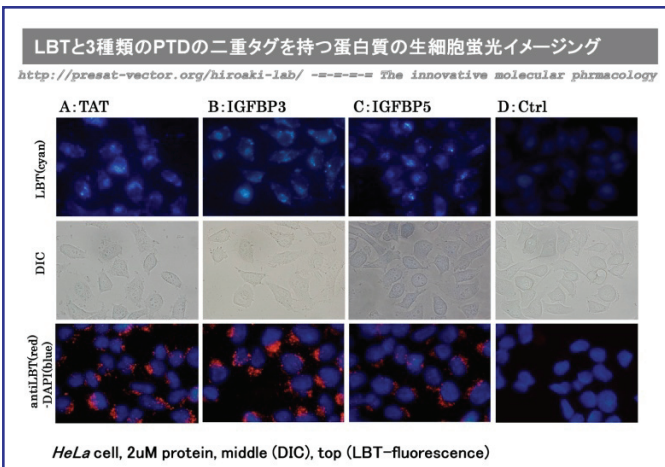 LBTと3種類のPTDの二重タグを持つ蛋白質の生細胞蛍光イメージング
http://presat-vector.org/hiroaki-lab/ -=-=-=-= The innovative molecular phrmacology
A:TAT B:IGFBP3 C:IGFBP5 D:Ctrl
LBT(cyan)
DIC
antiLBT(red)
-DAPI(blue)
HeLa cell, 2uM protein, middle (DIC), top (LBT-fluorescence)